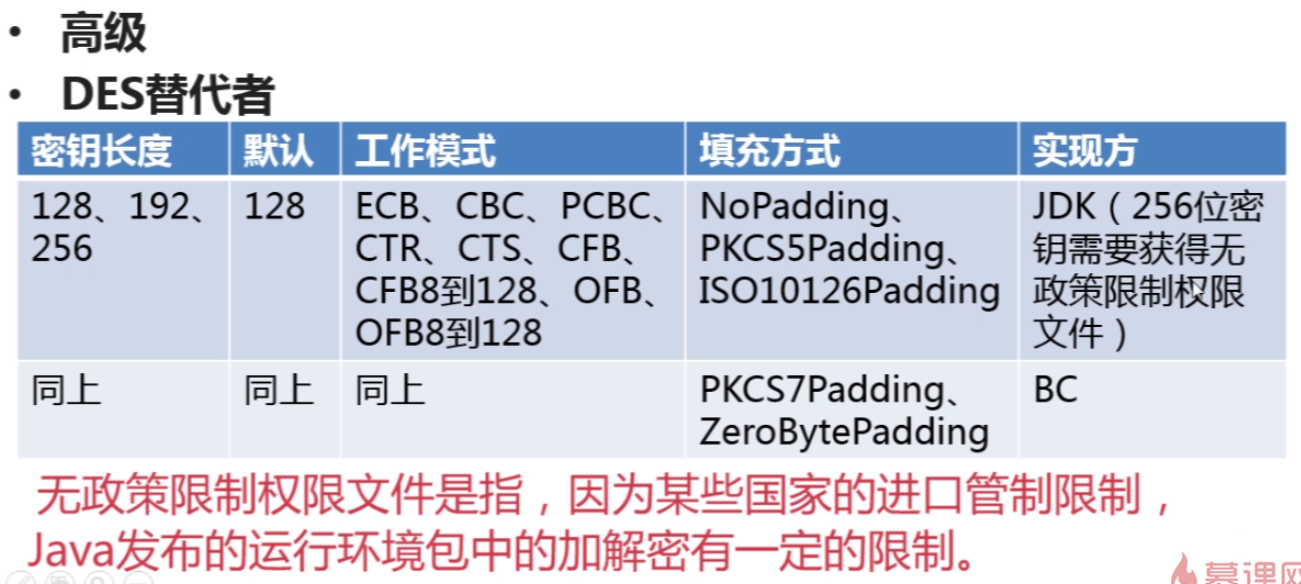 • 高级
• DES替代者
密钥长度 默认 工作模式 填充方式 实现方
128、192、 128 ECB、CBC、PCBC、 NoPadding、 JDK（256位密
256 CTR、CTS、CFB、 PKCS5Padding、 钥需要获得无
CFB8到128、OFB、 ISO10126Padding 政策限制权限
OFB8到128 文件）
同上 同上 同上 PKCS7Padding、 BC
ZeroBytePadding
无政策限制权限文件是指，因为某些国家的进口管制限制，
Java发布的运行环境包中的加解密有一定的限制。
慕课网